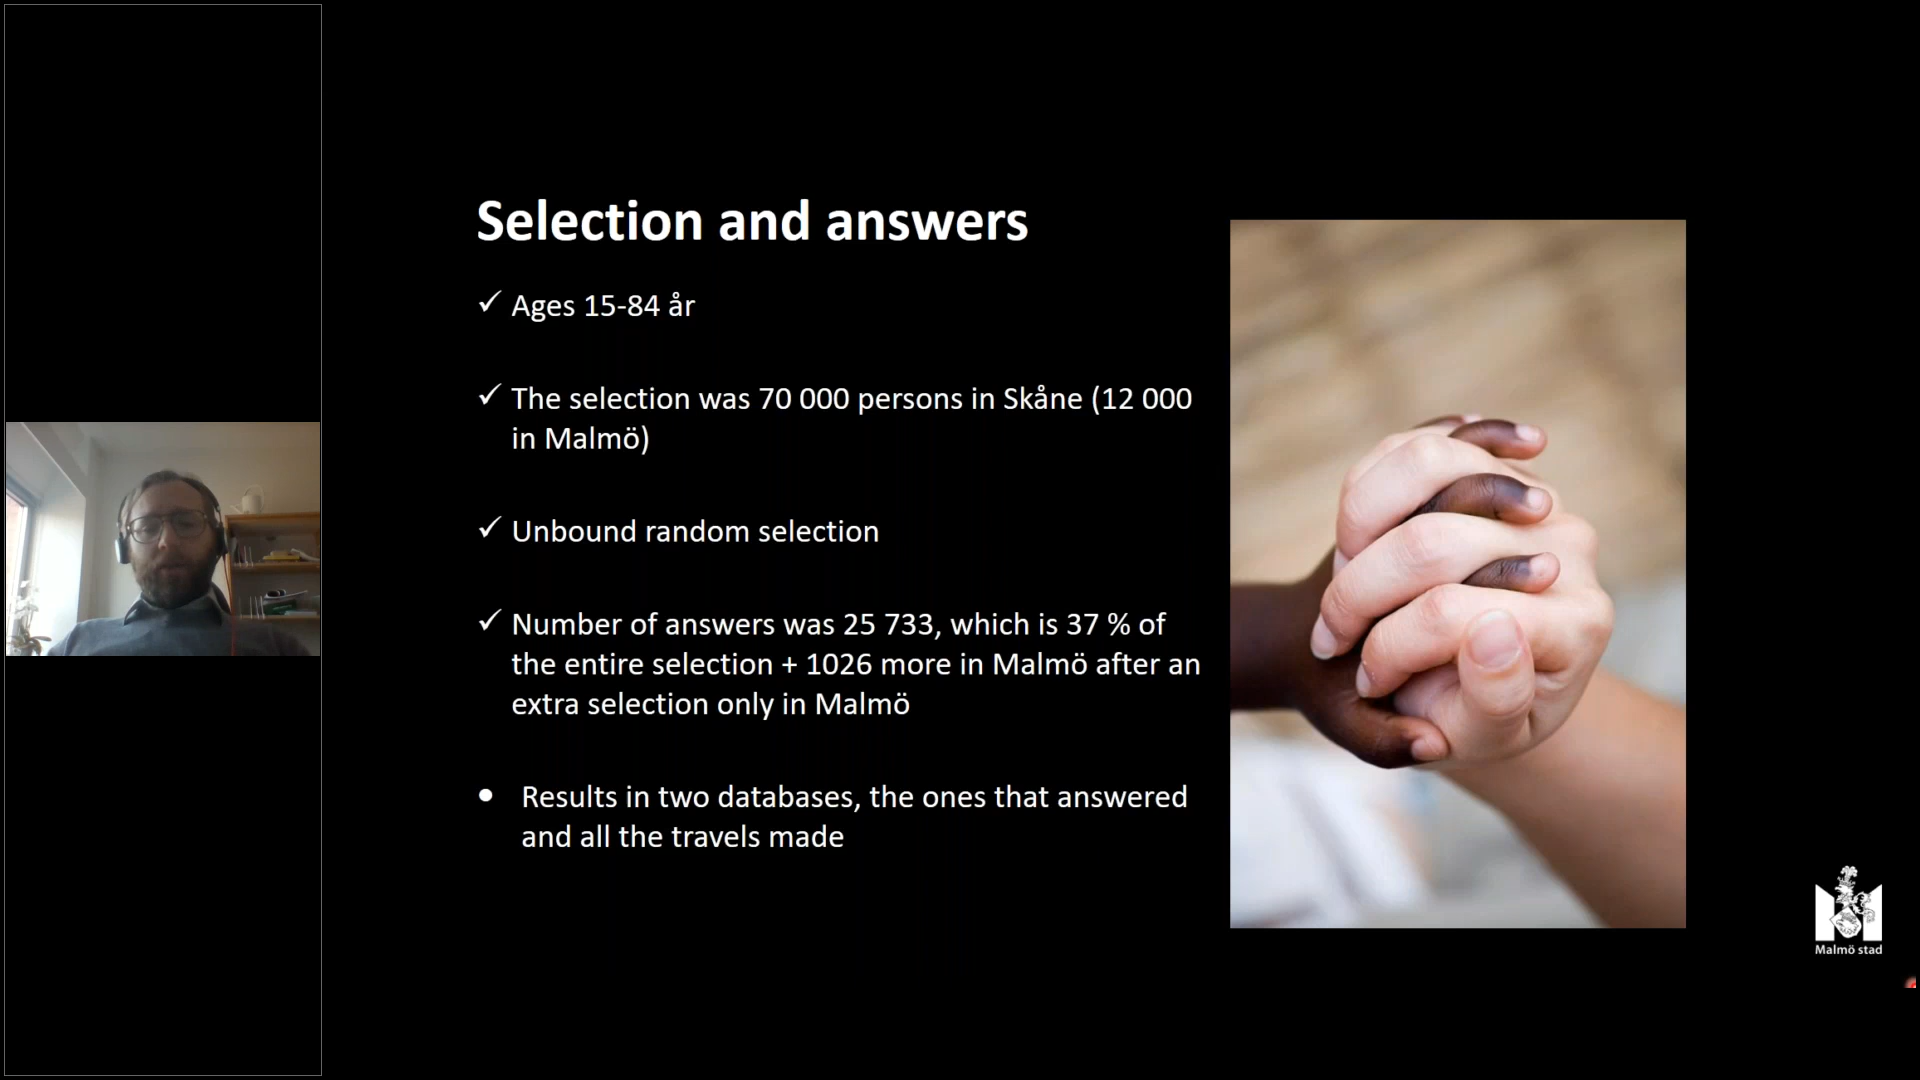 Selection and answers
✓ Ages 15-84 år
✓ The selection was 70 000 persons in Skåne (12 000
in Malmö)
✓ Unbound random selection
✓ Number of answers was 25 733, which is 37 % of
the entire selection + 1026 more in Malmö after an
extra selection only in Malmö
• Results in two databases, the ones that answered
and all the travels made
Malmö stad